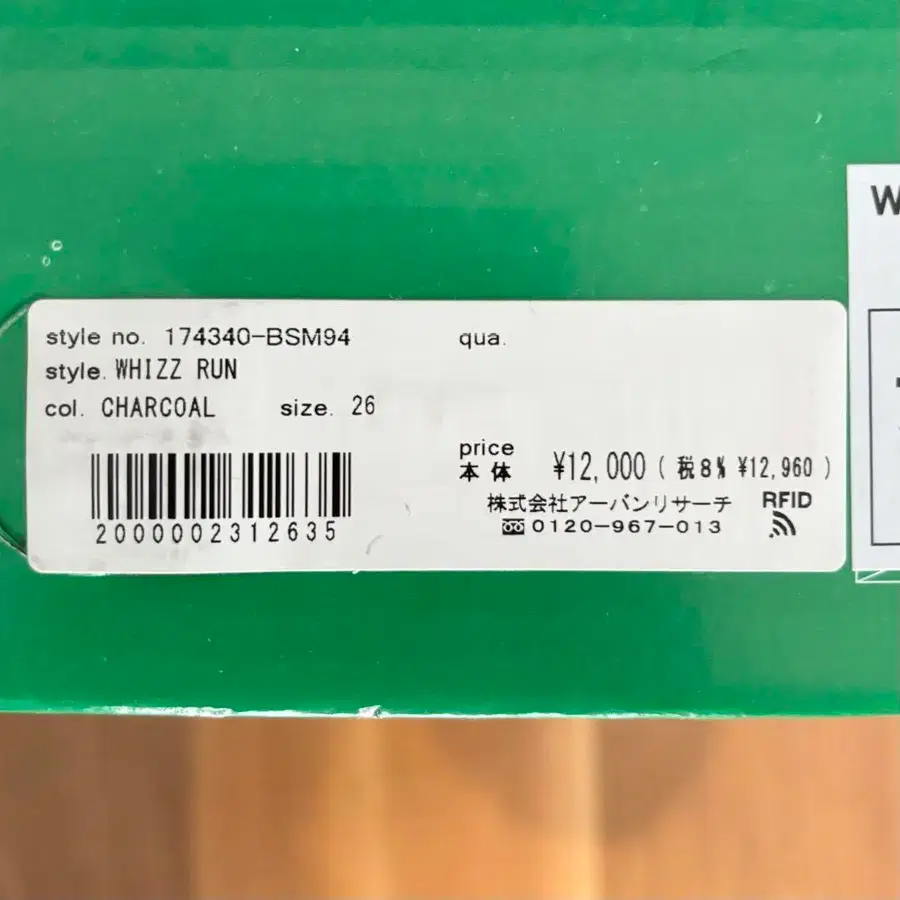 style no. 174340-BSM94
style. WHIZZ RUN
col. CHARCOAL size. 26
2000002312635
qua.
price
本体 ¥12,000 ( 税8% ¥12,960 )
株式会社アーバンリサーチ
0120-967-013
RFID
W